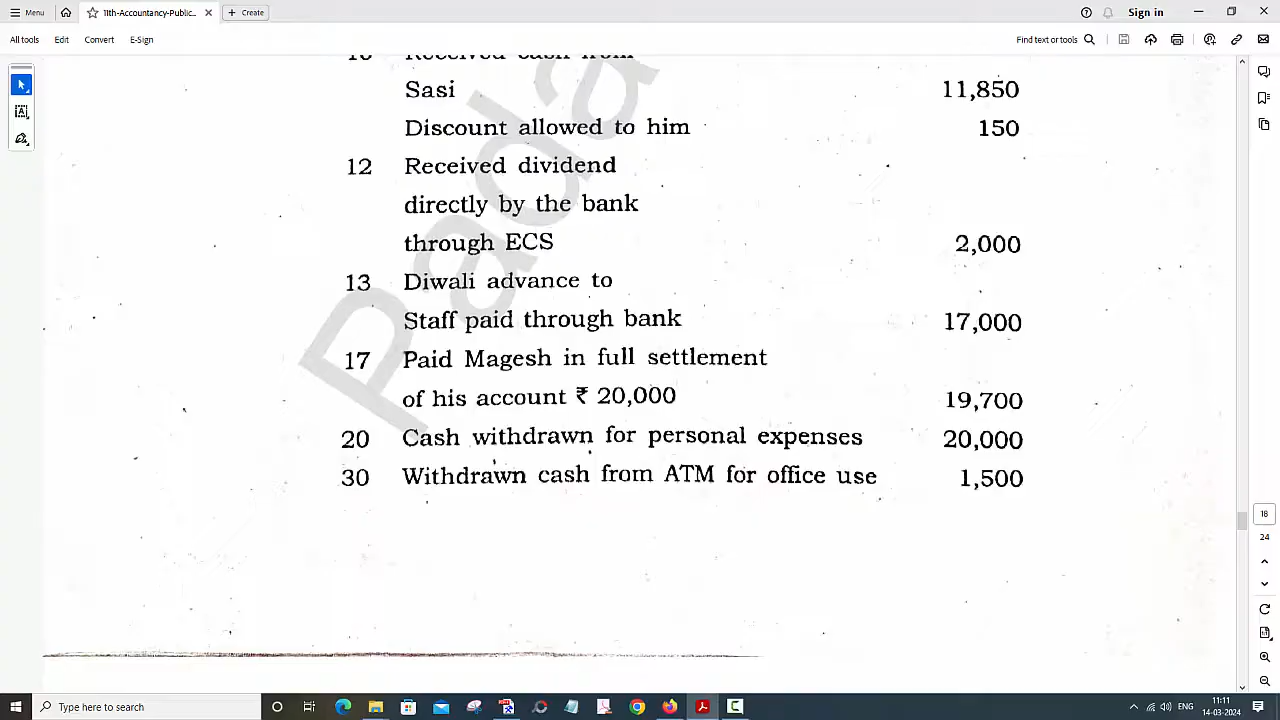 Menu
11th-Accountancy-Public...
Create
Sign in
All tools Edit Convert E-Sign
Find text or tools
Received cash from
Sasi 11,850
Discount allowed to him 150
12 Received dividend
directly by the bank
through ECS 2,000
13 Diwali advance to
Staff paid through bank 17,000
17 Paid Magesh in full settlement
of his account ₹ 20,000 19,700
20 Cash withdrawn for personal expenses 20,000
30 Withdrawn cash from ATM for office use 1,500
Pada
18
24
Type here to search
ENG
11:11
14-03-2024